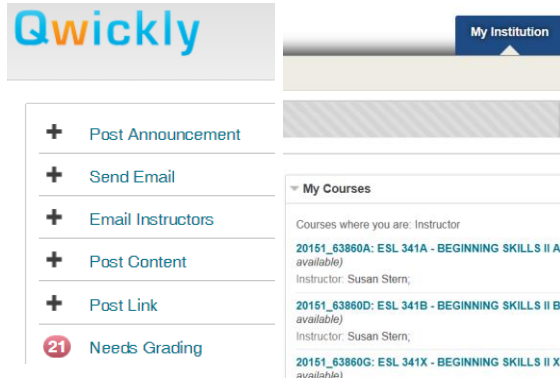 Qwickly
Post Announcement
Send Email
Email Instructors
Post Content
Post Link
21 Needs Grading
My Institution
My Courses
Courses where you are: Instructor
20151_63860A: ESL 341A - BEGINNING SKILLS II A
available)
Instructor: Susan Stern;
20151_63860D: ESL 341B - BEGINNING SKILLS II B
available)
Instructor: Susan Stern;
20151_63860G: ESL 341X - BEGINNING SKILLS II X
available)